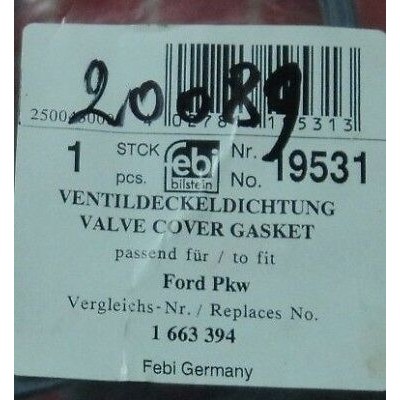 20089
1 STCK pcs. febi bilstein Nr. No. 19531
VENTILDECKELDICHTUNG
VALVE COVER GASKET
passend für / to fit
Ford Pkw
Vergleichs-Nr. / Replaces No.
1 663 394
Febi Germany